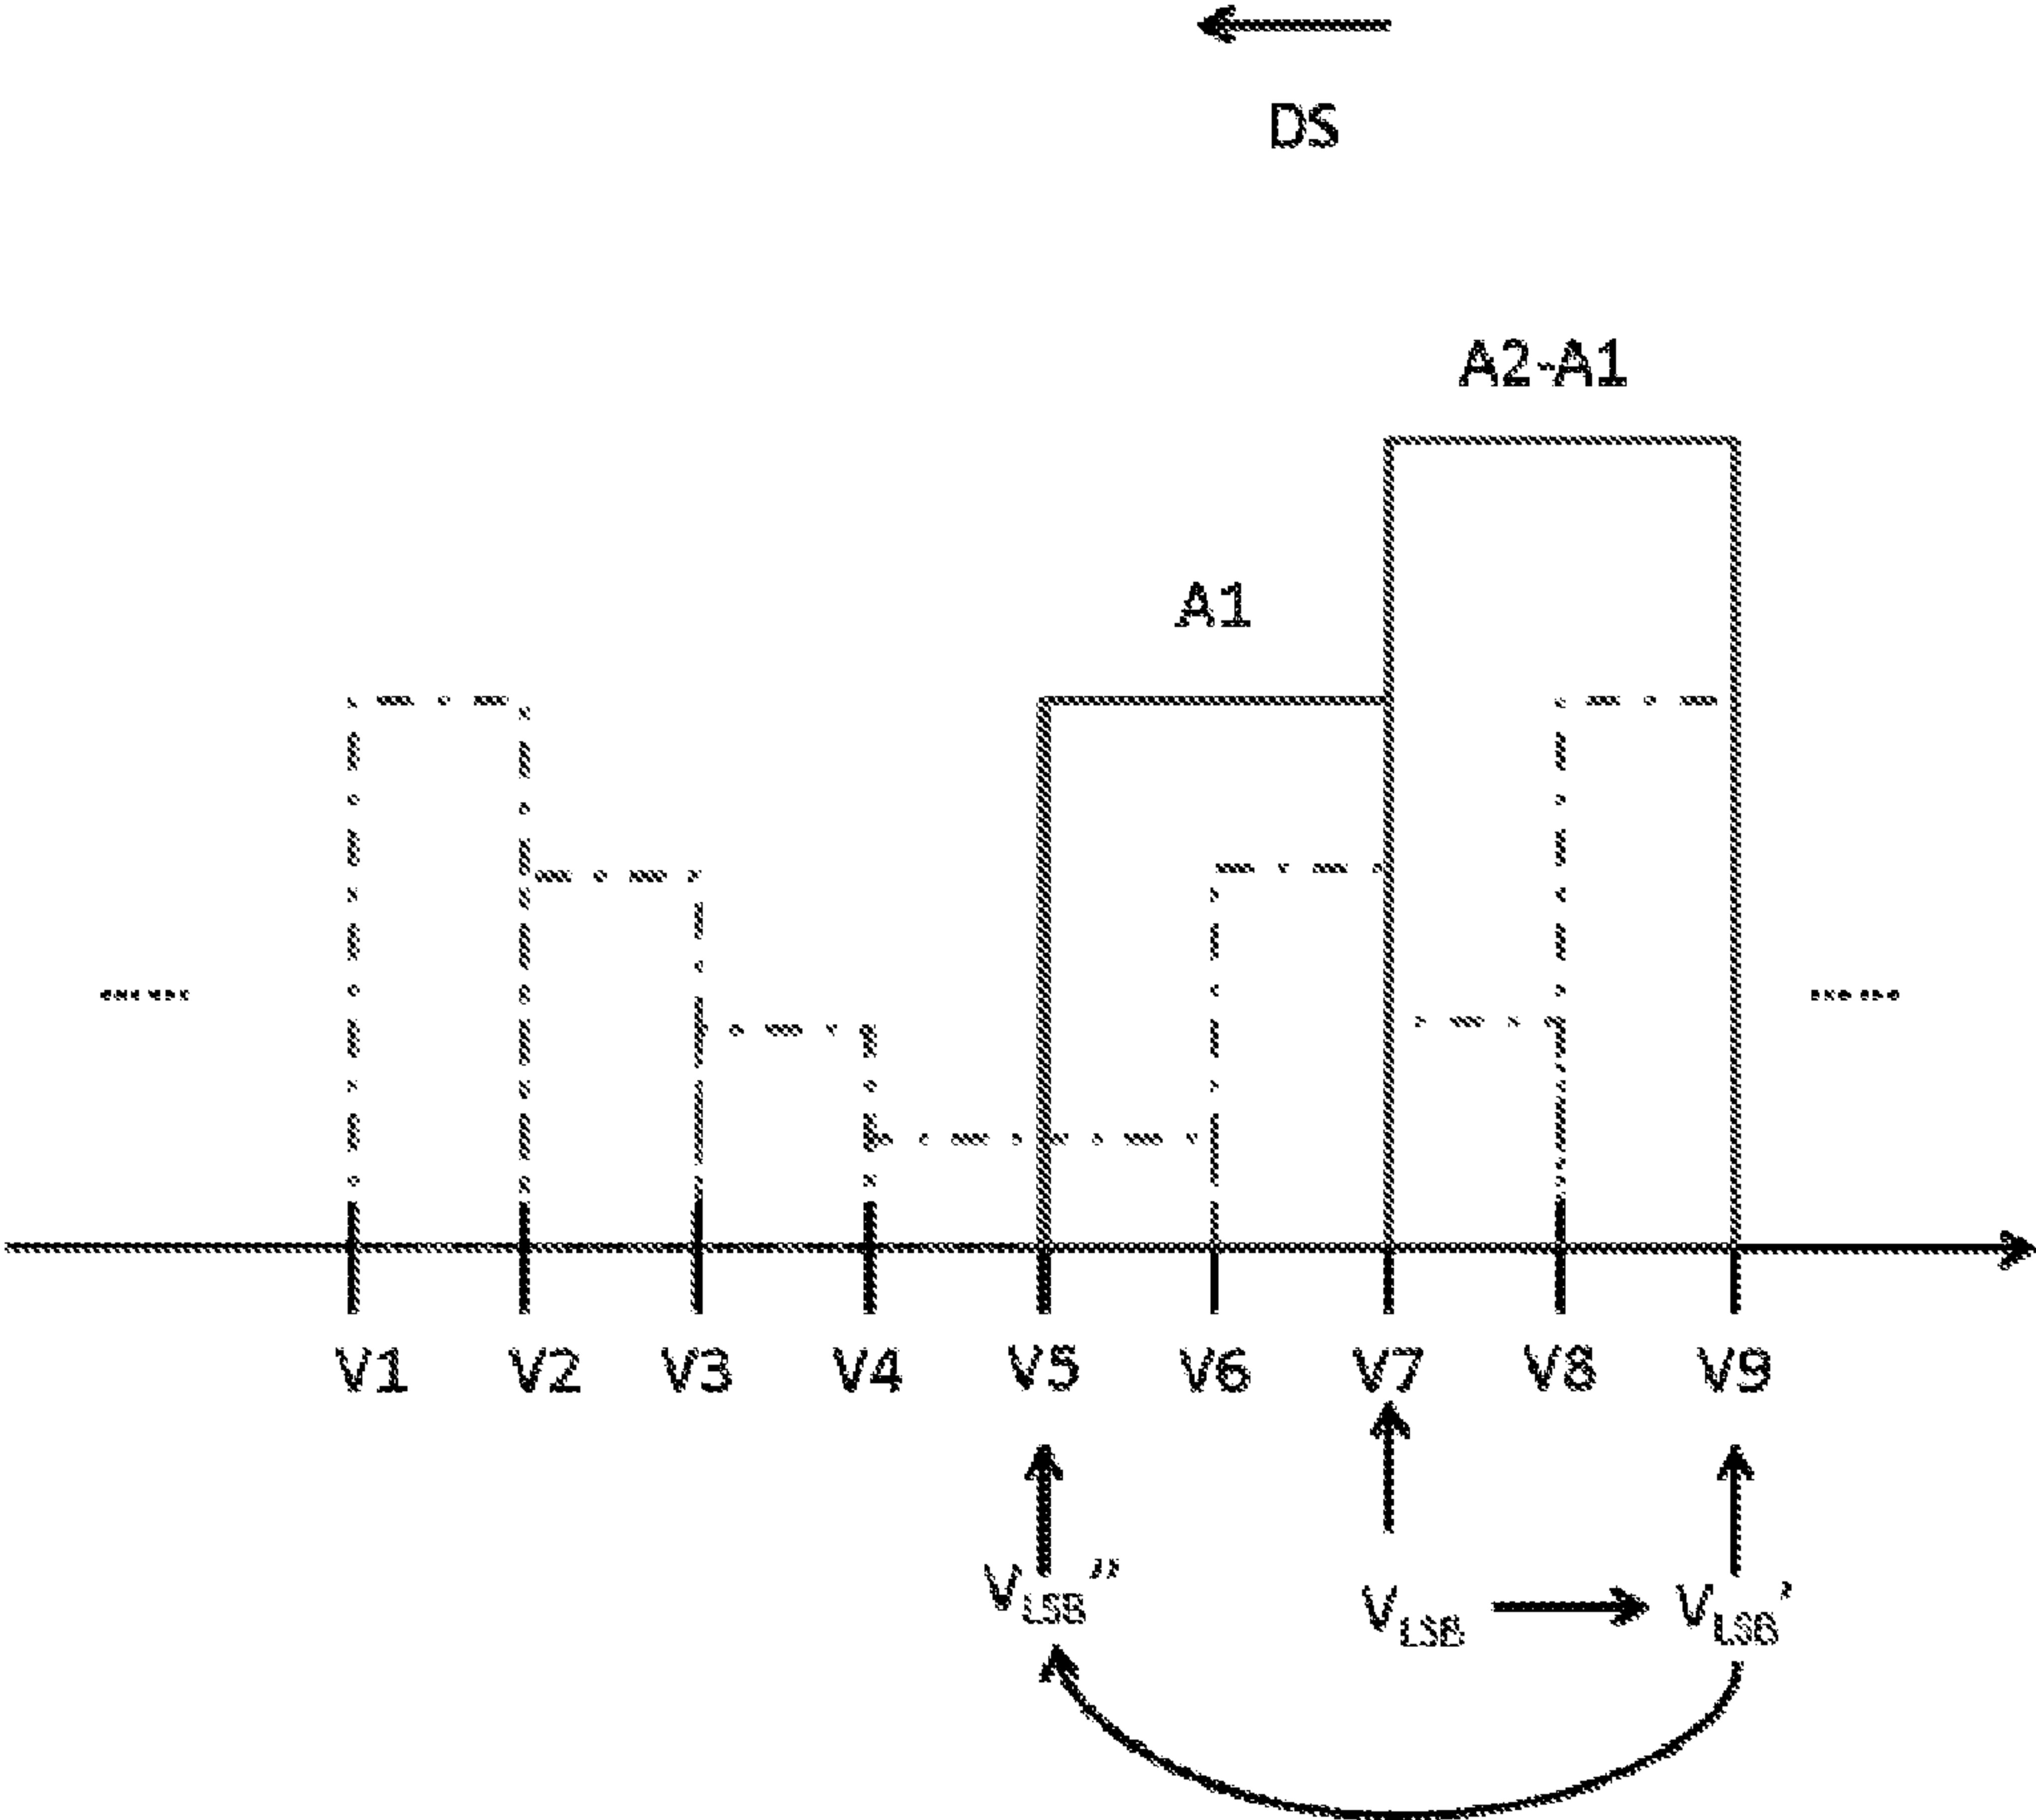 DS
A2-A1
A1
V1 V2 V3 V4 V5 V6 V7 V8 V9
VLSB" VLSB VLSB'